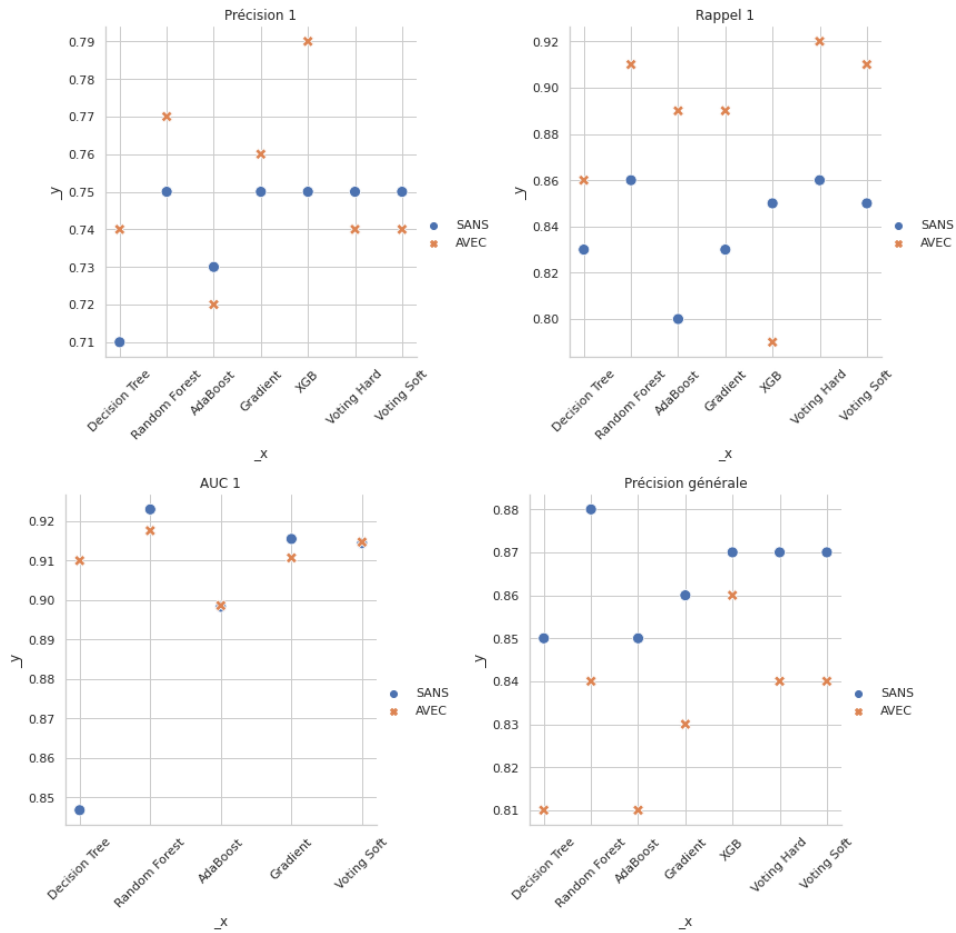 Précision 1
0.79
0.78
0.77
0.76
0.75
0.74
0.73
0.72
0.71
_y
Decision Tree
Random Forest
AdaBoost
Gradient
XGB
Voting Hard
Voting Soft
_x
SANS
AVEC
Rappel 1
0.92
0.90
0.88
0.86
0.84
0.82
0.80
_y
Decision Tree
Random Forest
AdaBoost
Gradient
XGB
Voting Hard
Voting Soft
_x
SANS
AVEC
AUC 1
0.92
0.91
0.90
0.89
0.88
0.87
0.86
0.85
_y
Decision Tree
Random Forest
AdaBoost
Gradient
Voting Soft
_x
SANS
AVEC
Précision générale
0.88
0.87
0.86
0.85
0.84
0.83
0.82
0.81
_y
Decision Tree
Random Forest
AdaBoost
Gradient
XGB
Voting Hard
Voting Soft
_x
SANS
AVEC